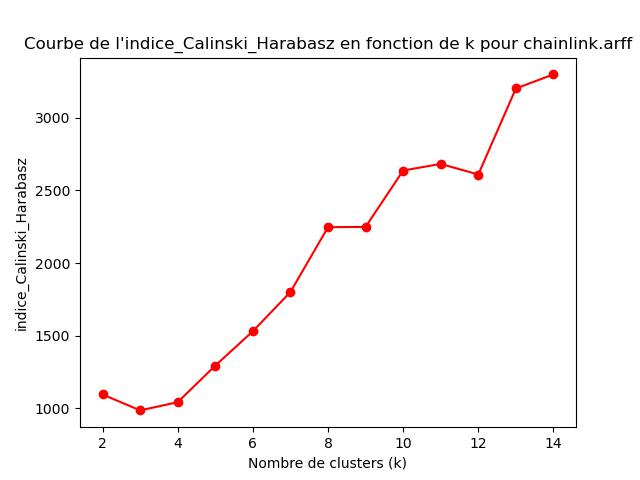 Courbe de l'indice_Calinski_Harabasz en fonction de k pour chainlink.arff
indice_Calinski_Harabasz
3000
2500
2000
1500
1000
2 4 6 8 10 12 14
Nombre de clusters (k)